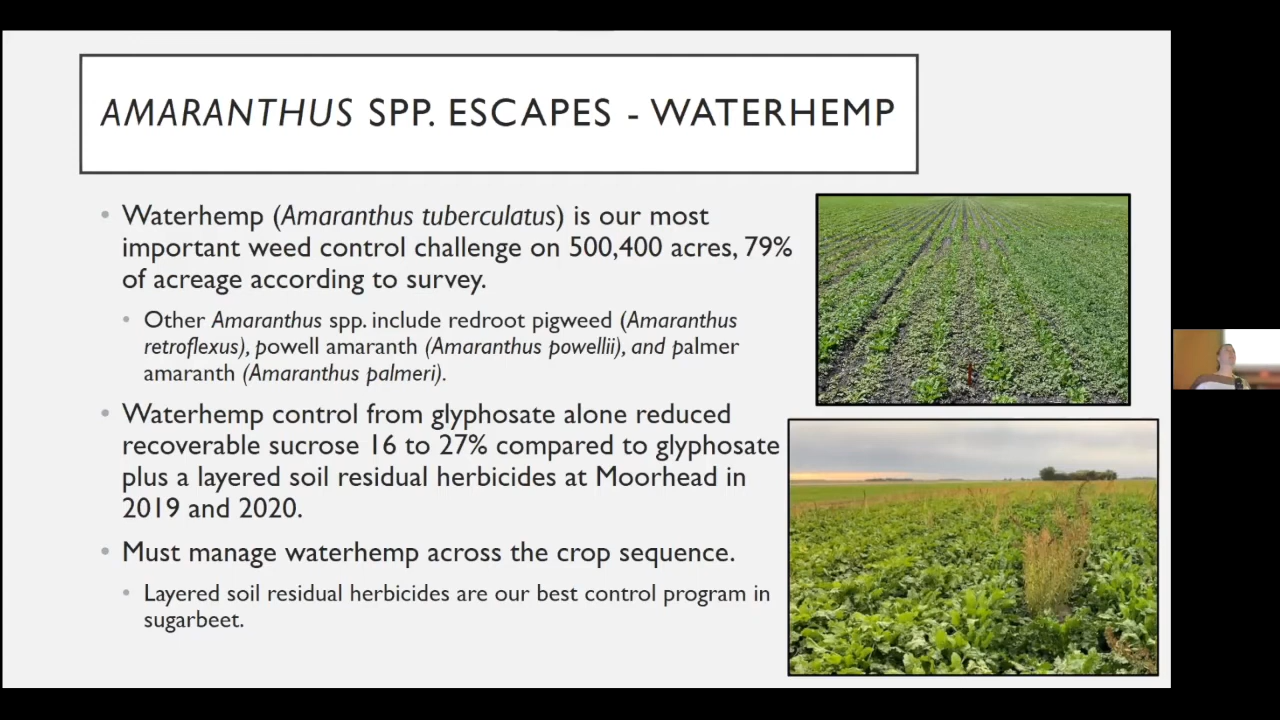 AMARANTHUS SPP. ESCAPES - WATERHEMP
• Waterhemp (Amaranthus tuberculatus) is our most
important weed control challenge on 500,400 acres, 79%
of acreage according to survey.
• Other Amaranthus spp. include redroot pigweed (Amaranthus
retroflexus), powell amaranth (Amaranthus powellii), and palmer
amaranth (Amaranthus palmeri).
• Waterhemp control from glyphosate alone reduced
recoverable sucrose 16 to 27% compared to glyphosate
plus a layered soil residual herbicides at Moorhead in
2019 and 2020.
• Must manage waterhemp across the crop sequence.
• Layered soil residual herbicides are our best control program in
sugarbeet.